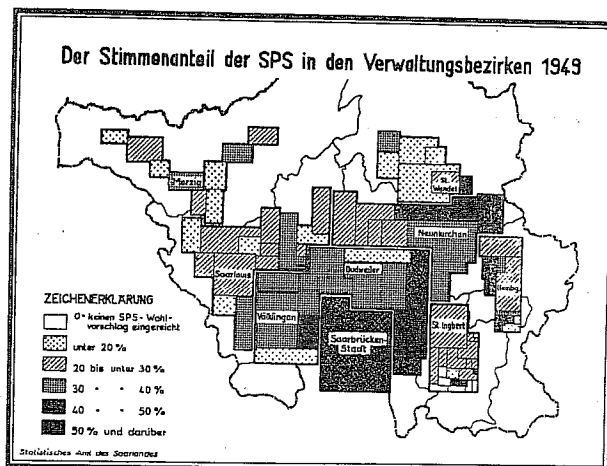 Der Stimmenanteil der SPS in den Verwaltungsbezirken 1949
Merzig
St. Wendel
Neunkirchen
Saarlouis
Dudweiler
Hombg.
Völklingen
St. Ingbert
Saarbrücken-
Stadt
ZEICHENERKLÄRUNG
0= keinen SPS-Wahl-
vorschlag eingereicht
unter 20 %
20 bis unter 30 %
30 " " 40 %
40 " " 50 %
50 % und darüber
Statistisches Amt des Saarlandes